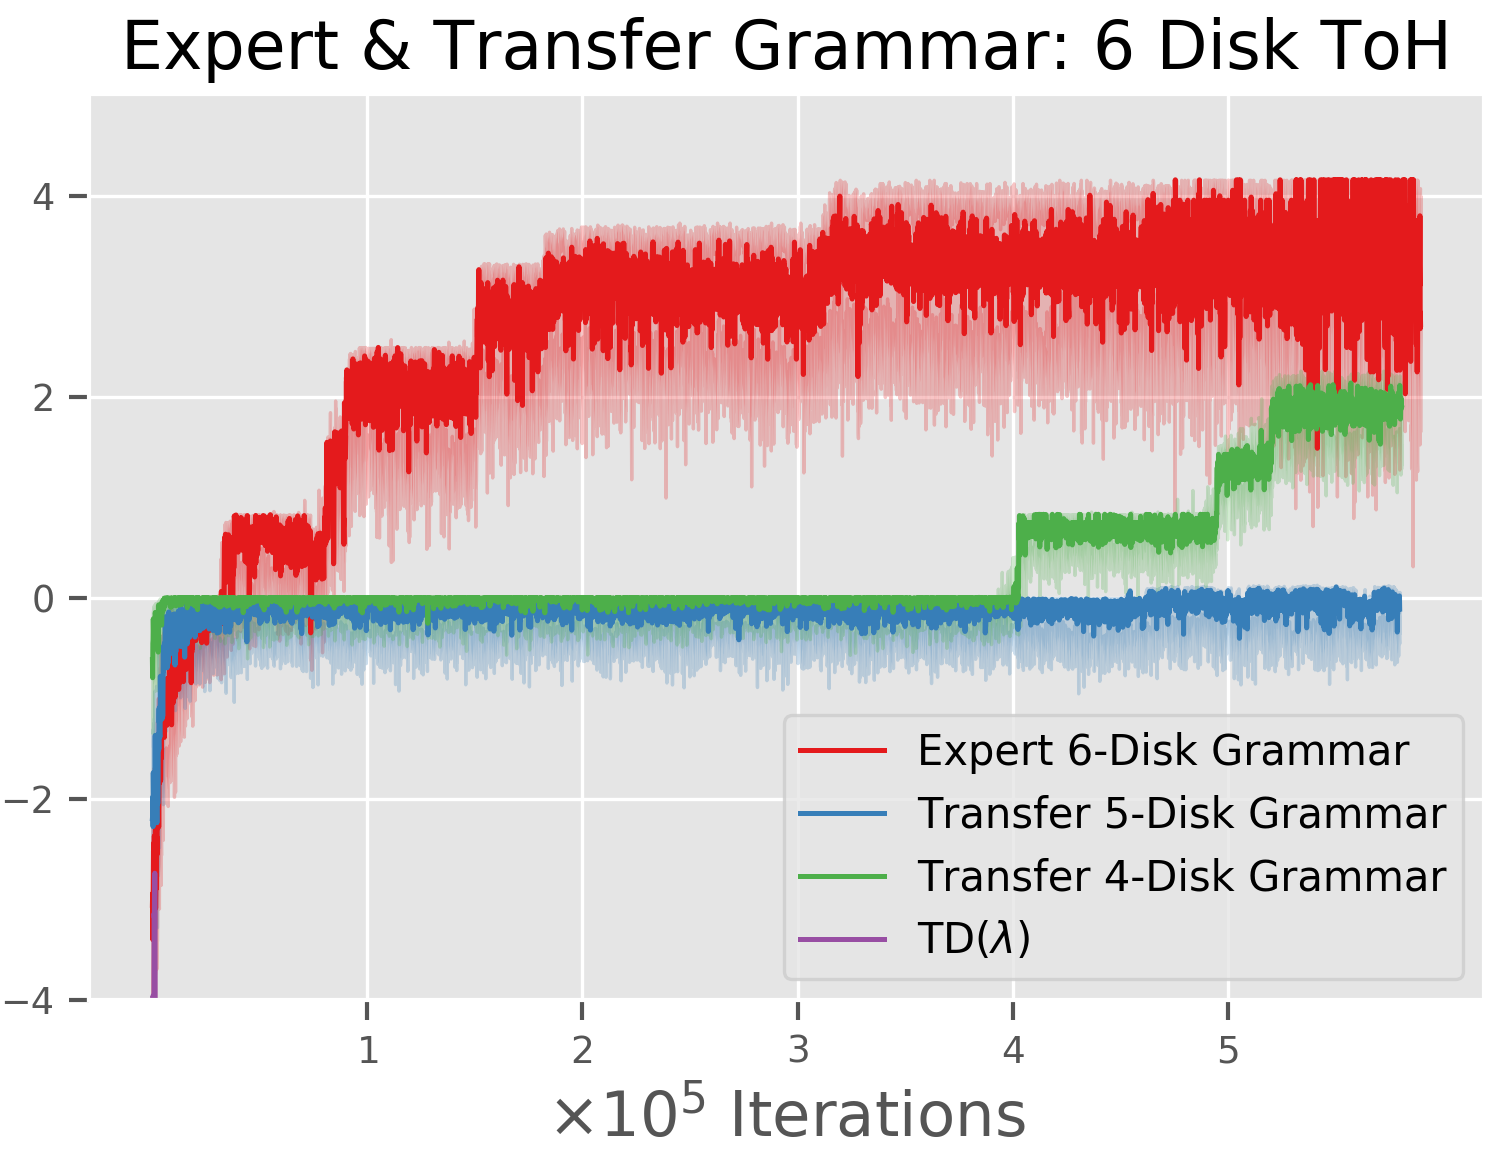 Expert & Transfer Grammar: 6 Disk ToH
4
2
0
−2
−4
Expert 6-Disk Grammar
Transfer 5-Disk Grammar
Transfer 4-Disk Grammar
TD(λ)
1 2 3 4 5
×10⁵ Iterations